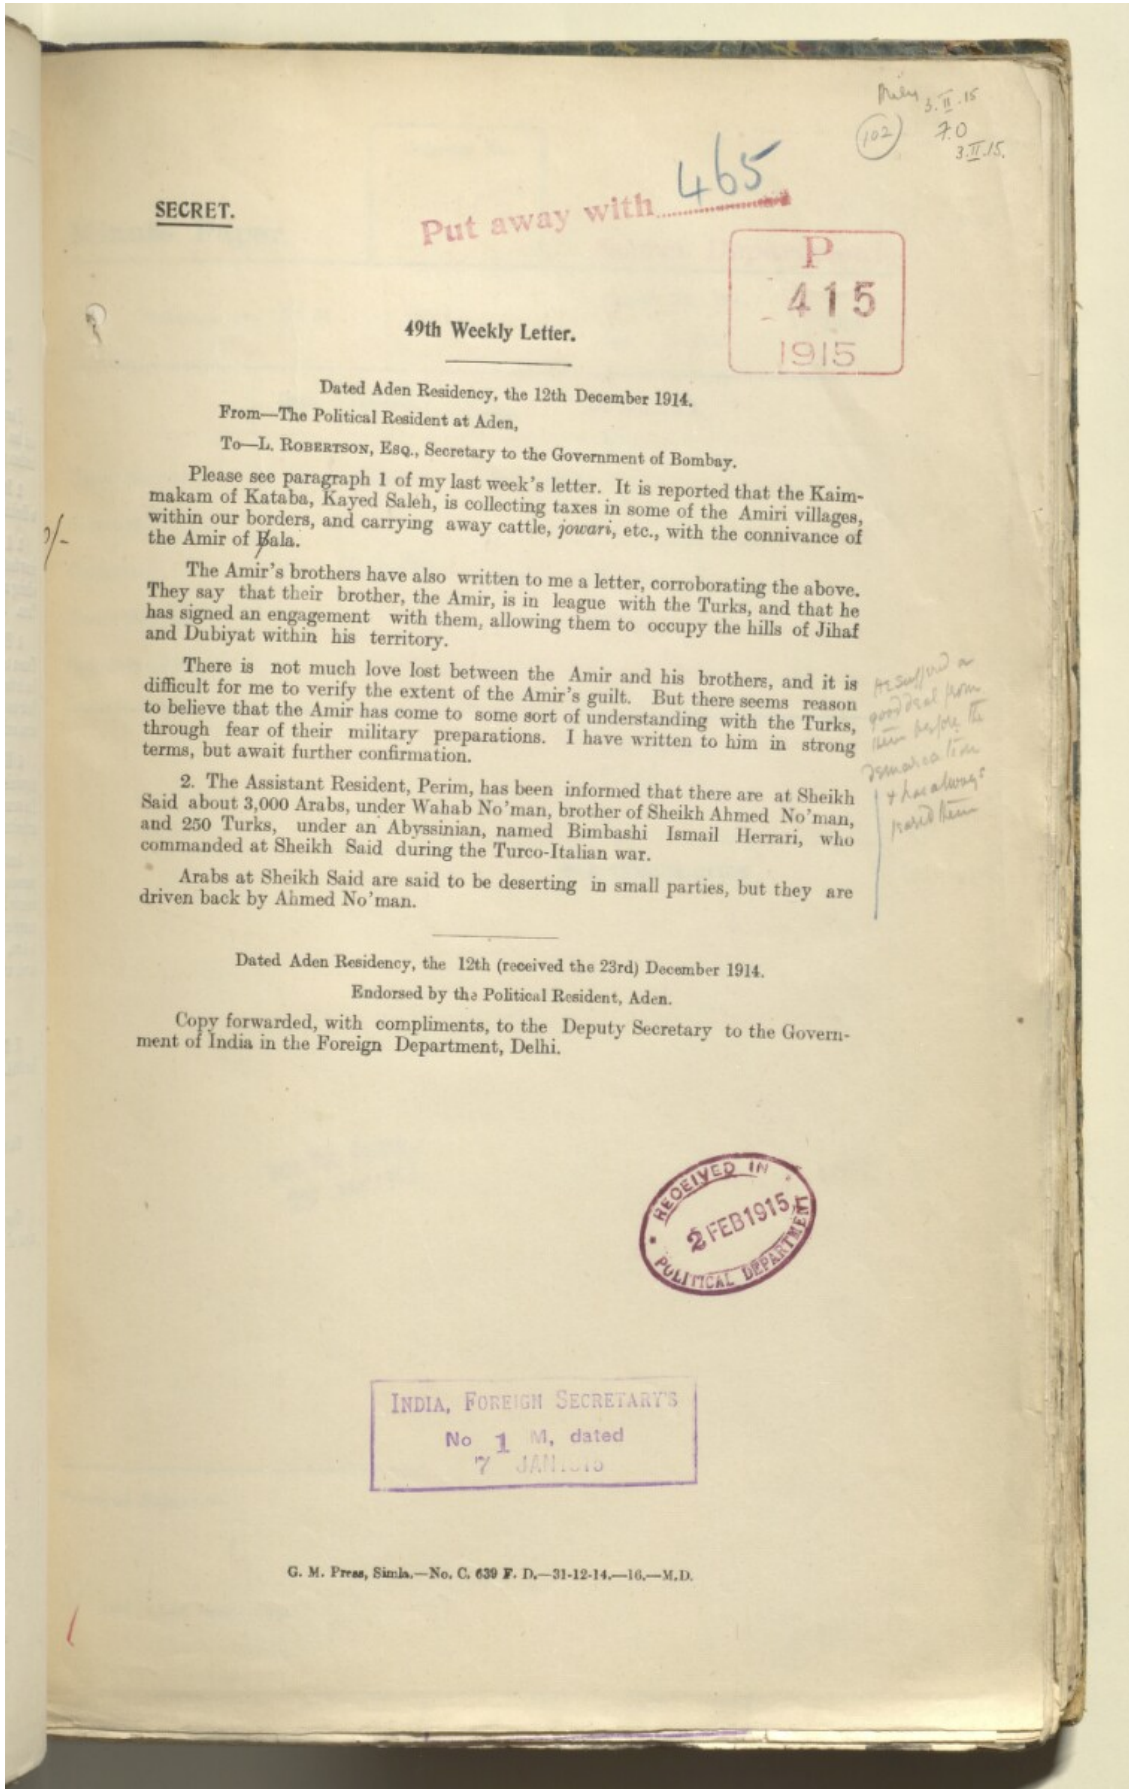 3.II.15
102
7.0
3.II.15.
SECRET.
Put away with 465
P
415
1915
49th Weekly Letter.
Dated Aden Residency, the 12th December 1914.
From—The Political Resident at Aden,
To—L. ROBERTSON, ESQ., Secretary to the Government of Bombay.
Please see paragraph 1 of my last week's letter. It is reported that the Kaim-
makam of Kataba, Kayed Saleh, is collecting taxes in some of the Amiri villages,
within our borders, and carrying away cattle, jowari, etc., with the connivance of
the Amir of Bala.
The Amir's brothers have also written to me a letter, corroborating the above.
They say that their brother, the Amir, is in league with the Turks, and that he
has signed an engagement with them, allowing them to occupy the hills of Jihaf
and Dubiyat within his territory.
There is not much love lost between the Amir and his brothers, and it is
difficult for me to verify the extent of the Amir's guilt. But there seems reason
to believe that the Amir has come to some sort of understanding with the Turks,
through fear of their military preparations. I have written to him in strong
terms, but await further confirmation.
He suffered a
good deal from
them before the
demarcation
& has always
them
2. The Assistant Resident, Perim, has been informed that there are at Sheikh
Said about 3,000 Arabs, under Wahab No'man, brother of Sheikh Ahmed No'man,
and 250 Turks, under an Abyssinian, named Bimbashi Ismail Herrari, who
commanded at Sheikh Said during the Turco-Italian war.
Arabs at Sheikh Said are said to be deserting in small parties, but they are
driven back by Ahmed No'man.
Dated Aden Residency, the 12th (received the 23rd) December 1914.
Endorsed by the Political Resident, Aden.
Copy forwarded, with compliments, to the Deputy Secretary to the Govern-
ment of India in the Foreign Department, Delhi.
RECEIVED IN
2 FEB 1915
POLITICAL DEPARTMENT
INDIA, FOREIGN SECRETARY'S
No 1 M, dated
7 JAN 1915
G. M. Press, Simla.—No. C. 639 F. D.—31-12-14.—16.—M.D.